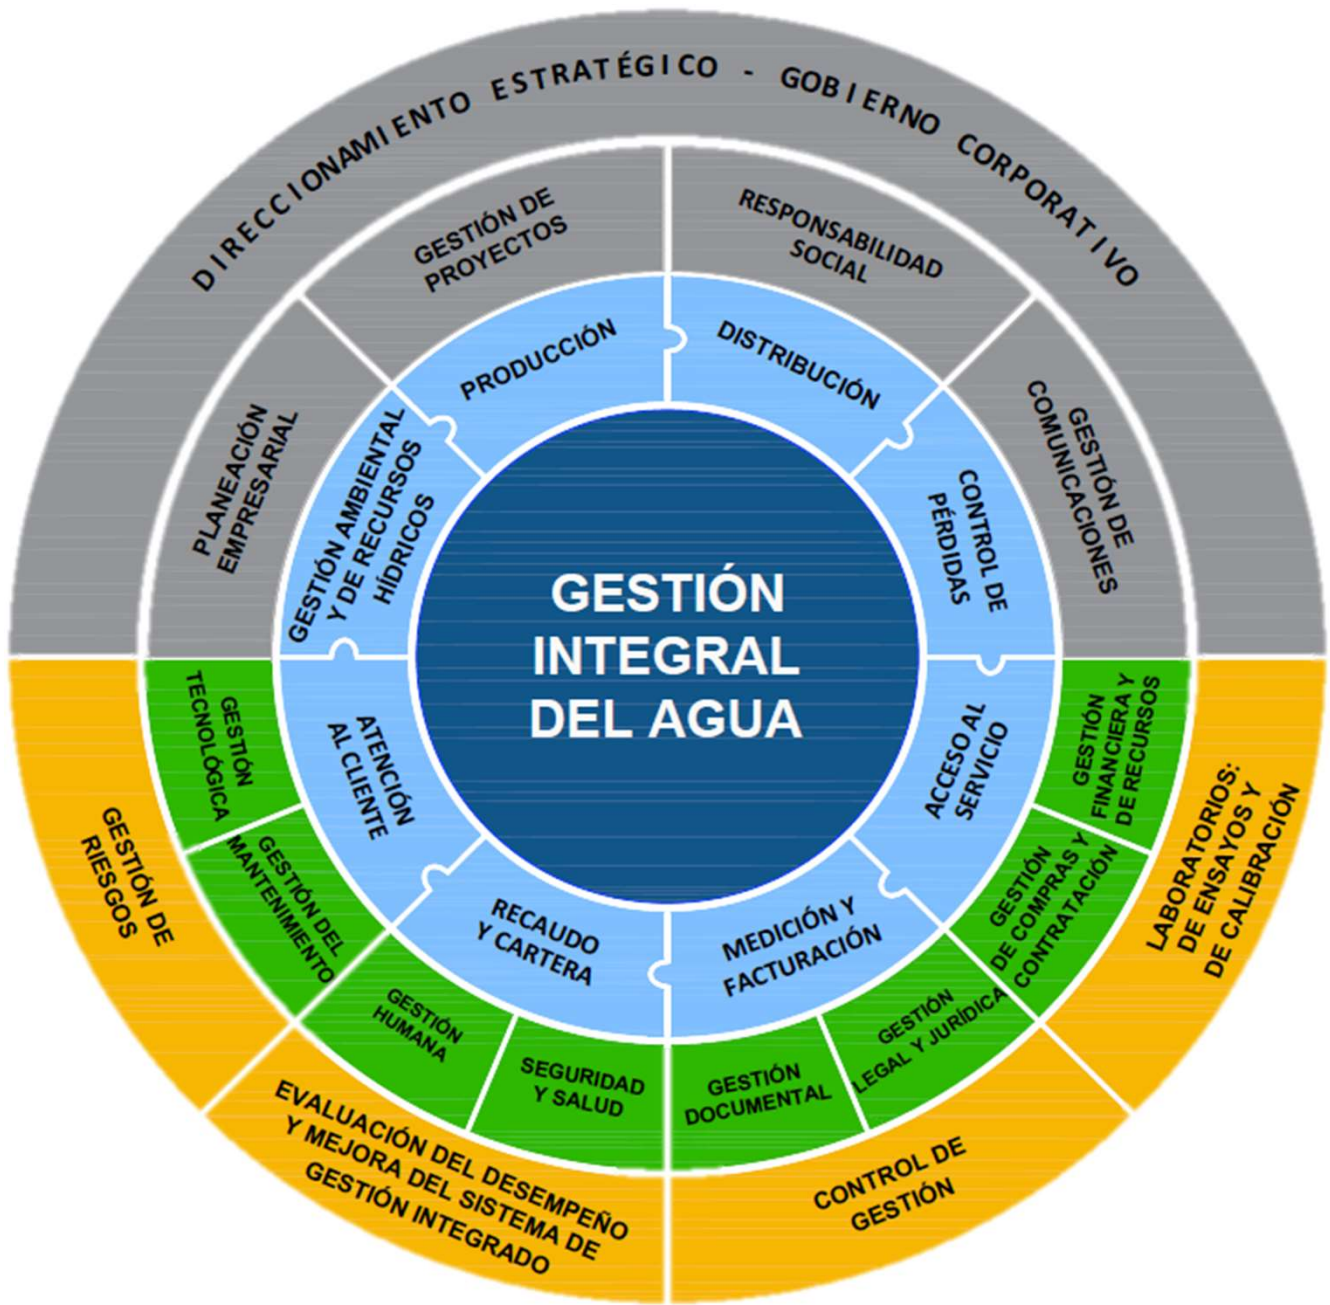 DIRECCIONAMIENTO ESTRATÉGICO - GOBIERNO CORPORATIVO
GESTIÓN DE
PROYECTOS
RESPONSABILIDAD
SOCIAL
PLANEACIÓN
EMPRESARIAL
GESTIÓN DE
COMUNICACIONES
PRODUCCIÓN
DISTRIBUCIÓN
GESTIÓN AMBIENTAL
Y DE RECURSOS
HÍDRICOS
CONTROL DE
PÉRDIDAS
GESTIÓN
INTEGRAL
DEL AGUA
ATENCIÓN
AL CLIENTE
ACCESO AL
SERVICIO
RECAUDO
Y CARTERA
MEDICIÓN Y
FACTURACIÓN
GESTIÓN
TECNOLÓGICA
GESTIÓN
FINANCIERA Y
DE RECURSOS
GESTIÓN DEL
MANTENIMIENTO
GESTIÓN
DE COMPRAS Y
CONTRATACIÓN
GESTIÓN
HUMANA
SEGURIDAD
Y SALUD
GESTIÓN
DOCUMENTAL
GESTIÓN
LEGAL Y JURÍDICA
GESTIÓN DE
RIESGOS
LABORATORIOS:
DE ENSAYOS Y
DE CALIBRACIÓN
EVALUACIÓN DEL DESEMPEÑO
Y MEJORA DEL SISTEMA DE
GESTIÓN INTEGRADO
CONTROL DE
GESTIÓN